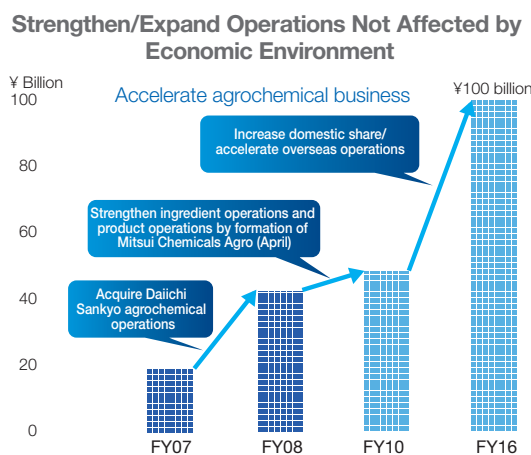 Strengthen/Expand Operations Not Affected by
Economic Environment
¥ Billion
Accelerate agrochemical business
¥100 billion
100
80
60
40
20
0
Increase domestic share/
accelerate overseas operations
Strengthen ingredient operations and
product operations by formation of
Mitsui Chemicals Agro (April)
Acquire Daiichi
Sankyo agrochemical
operations
FY07
FY08
FY10
FY16